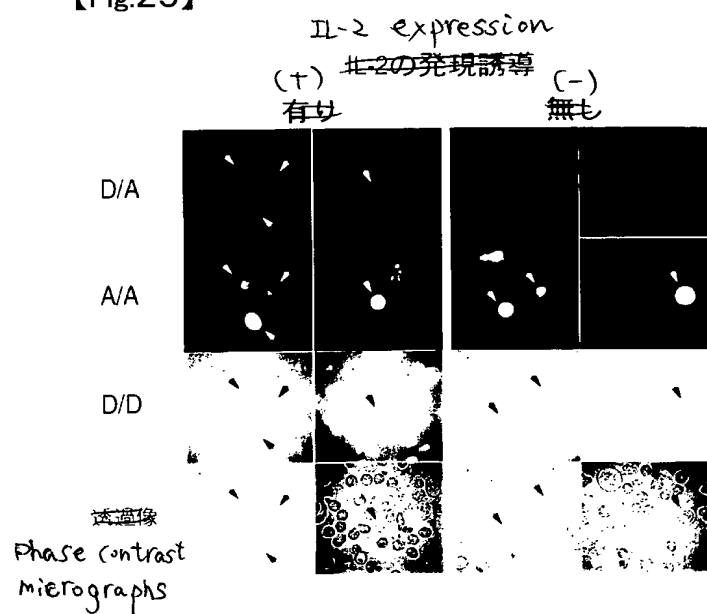 【Fig.25】
IL-2 expression
IL-2の発現誘導
(+) (-)
有り 無し
D/A
A/A
D/D
透過像
Phase contrast
micrographs